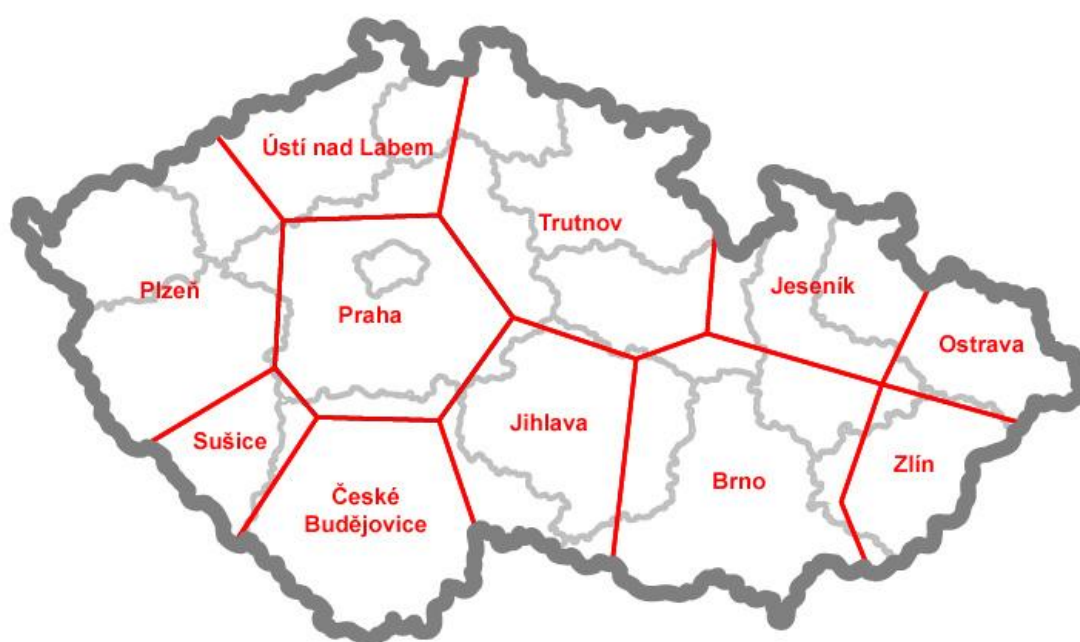 Ústí nad Labem
Trutnov
Plzeň
Jeseník
Praha
Ostrava
Sušice
Jihlava
Zlín
Brno
České
Budějovice